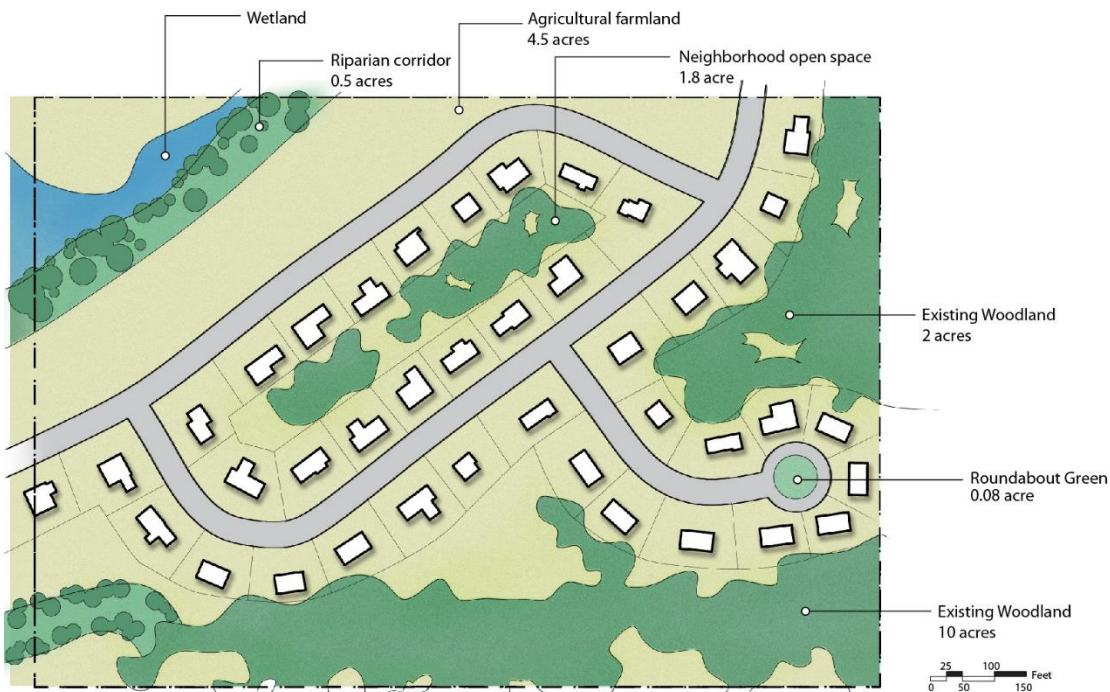 Wetland
Agricultural farmland
4.5 acres
Riparian corridor
0.5 acres
Neighborhood open space
1.8 acre
Existing Woodland
2 acres
Roundabout Green
0.08 acre
Existing Woodland
10 acres
25 100
Feet
0 50 150